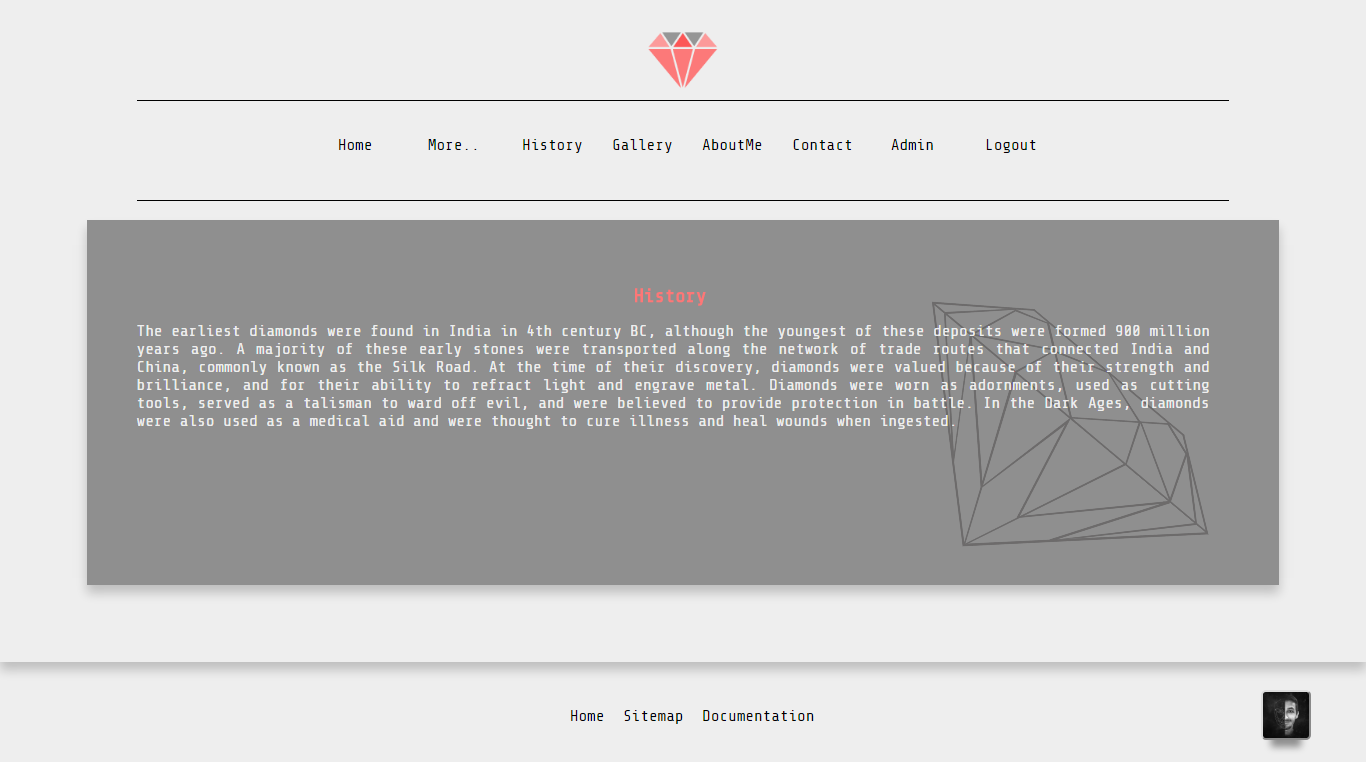 Home More.. History Gallery AboutMe Contact Admin Logout
History
The earliest diamonds were found in India in 4th century BC, although the youngest of these deposits were formed 900 million
years ago. A majority of these early stones were transported along the network of trade routes that connected India and
China, commonly known as the Silk Road. At the time of their discovery, diamonds were valued because of their strength and
brilliance, and for their ability to refract light and engrave metal. Diamonds were worn as adornments, used as cutting
tools, served as a talisman to ward off evil, and were believed to provide protection in battle. In the Dark Ages, diamonds
were also used as a medical aid and were thought to cure illness and heal wounds when ingested.
Home Sitemap Documentation